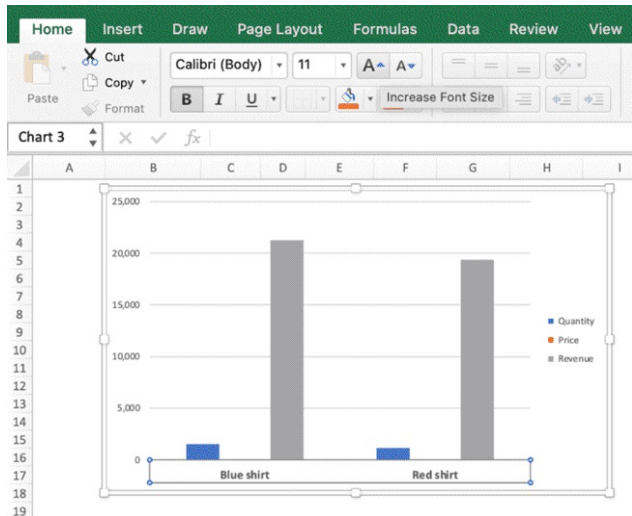 Home Insert Draw Page Layout Formulas Data Review View
Cut
Calibri (Body) 11 A A
Copy
Paste
Format
B I U Increase Font Size A
Chart 3 fx
A B C D E F G H I
1
2
3
4
5
6
7
8
9
10
11
12
13
14
15
16
17
18
19
25,000
20,000
15,000
10,000
5,000
0
Blue shirt Red shirt
Quantity
Price
Revenue